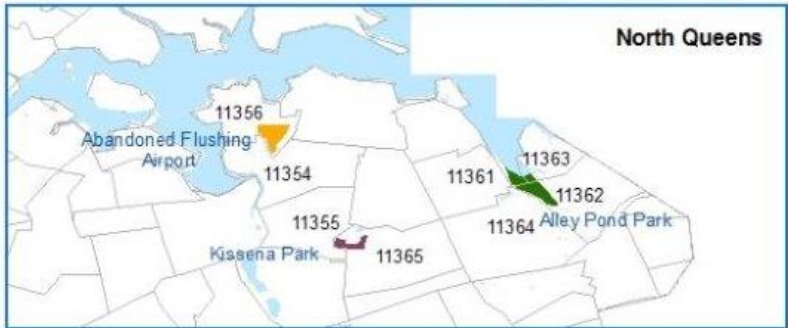 North Queens
11356
Abandoned Flushing
Airport
11354
11363
11361
11362
11355
11364
Alley Pond Park
Kissena Park
11365